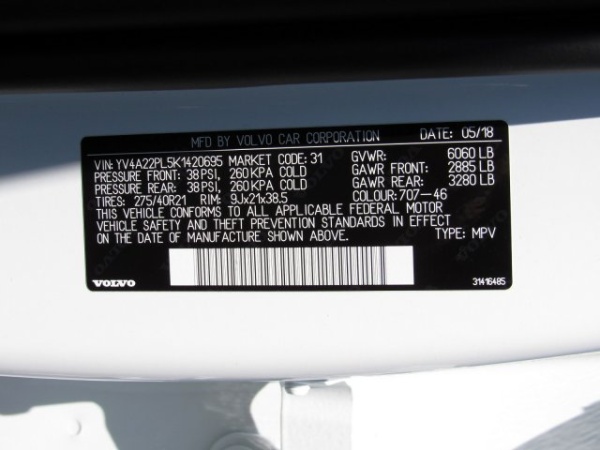 MFD BY VOLVO CAR CORPORATION DATE: 05/18
VIN: YV4A22PL5K1420695 MARKET CODE: 31 GVWR: 6060 LB
PRESSURE FRONT: 38 PSI, 260 KPA COLD GAWR FRONT: 2885 LB
PRESSURE REAR: 38 PSI, 260 KPA COLD GAWR REAR: 3280 LB
TIRES: 275/40R21 RIM: 9Jx21x38.5 COLOUR: 707-46
THIS VEHICLE CONFORMS TO ALL APPLICABLE FEDERAL MOTOR
VEHICLE SAFETY AND THEFT PREVENTION STANDARDS IN EFFECT
ON THE DATE OF MANUFACTURE SHOWN ABOVE. TYPE: MPV
VOLVO 31416485